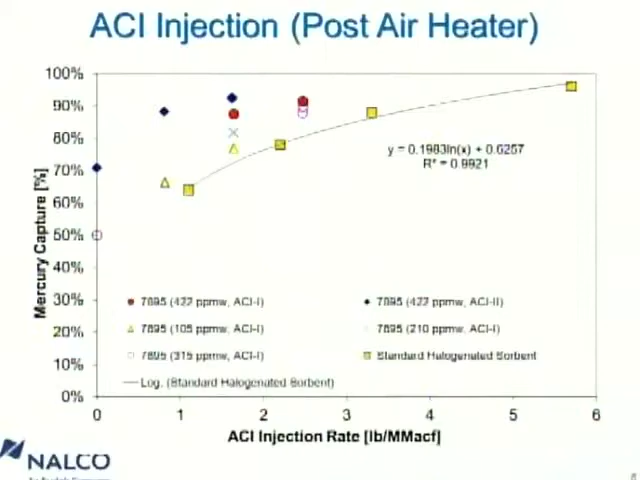 ACI Injection (Post Air Heater)
100%
90%
80%
70%
60%
50%
40%
30%
20%
10%
0%
Mercury Capture [%]
y = 0.1983ln(x) + 0.6257
R² = 0.9921
7895 (422 ppmw, ACI-I)
7895 (422 ppmw, ACI-II)
7895 (105 ppmw, ACI-I)
7895 (210 ppmw, ACI-I)
7895 (315 ppmw, ACI-I)
Standard Halogenated Sorbent
Log. (Standard Halogenated Sorbent)
0 1 2 3 4 5 6
ACI Injection Rate [lb/MMacf]
NALCO